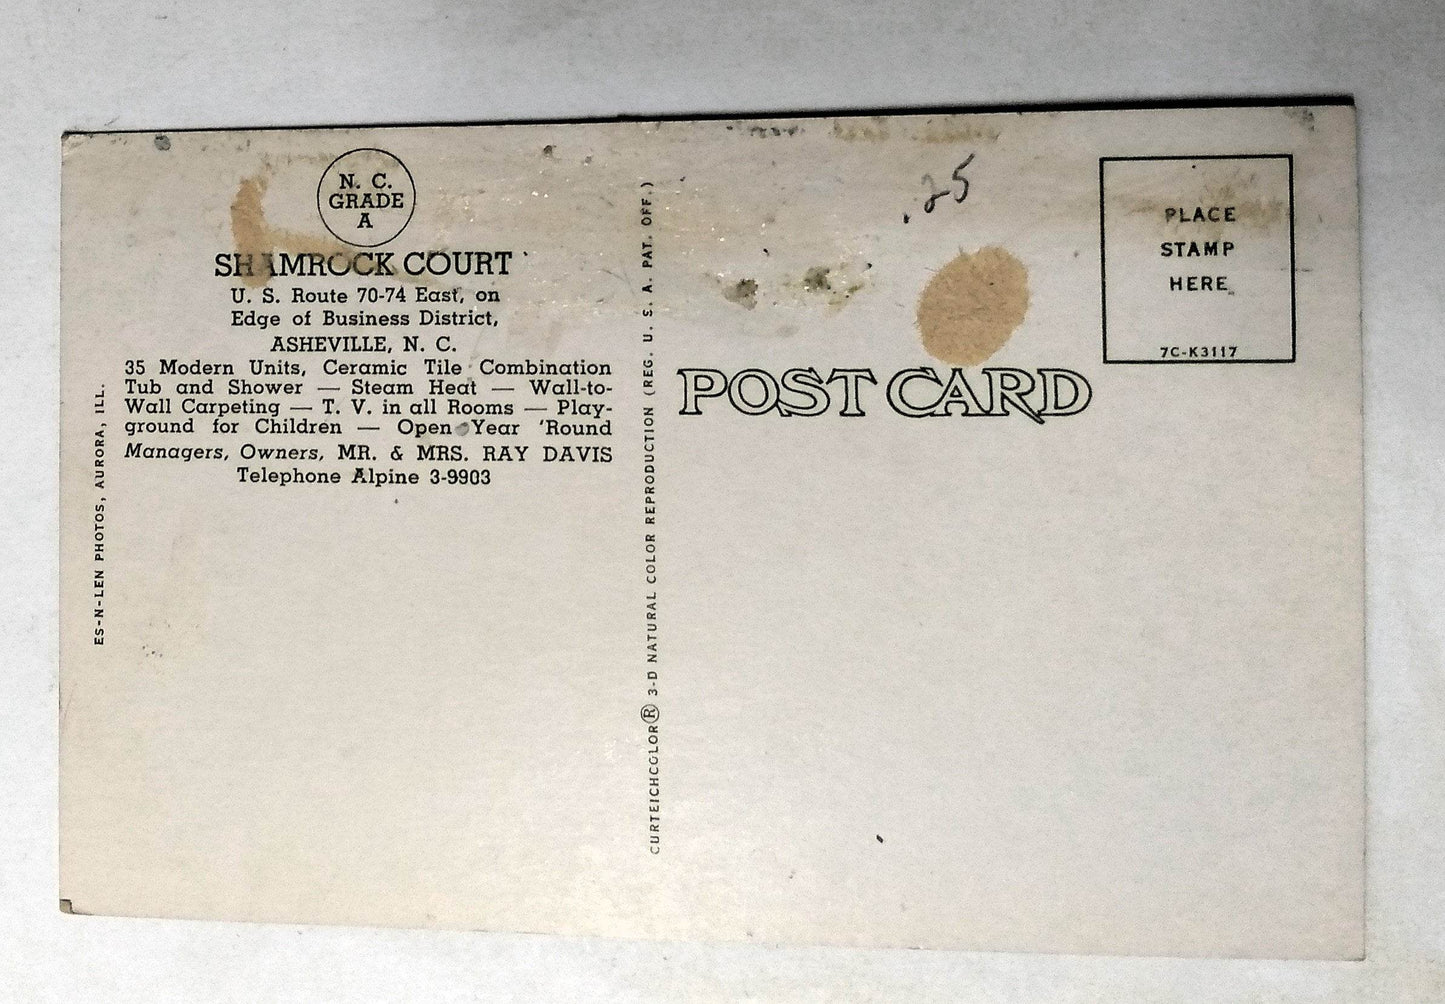 N. C.
GRADE
A
SHAMROCK COURT
U. S. Route 70-74 East, on
Edge of Business District,
ASHEVILLE, N. C.
35 Modern Units, Ceramic Tile Combination
Tub and Shower — Steam Heat — Wall-to-
Wall Carpeting — T. V. in all Rooms — Play-
ground for Children — Open Year 'Round
Managers, Owners, MR. & MRS. RAY DAVIS
Telephone Alpine 3-9903
ES-N-LEN PHOTOS, AURORA, ILL.
CURTEICHCOLOR® 3-D NATURAL COLOR REPRODUCTION (REG. U. S. A. PAT. OFF.)
.25
POST CARD
PLACE
STAMP
HERE
7C-K3117